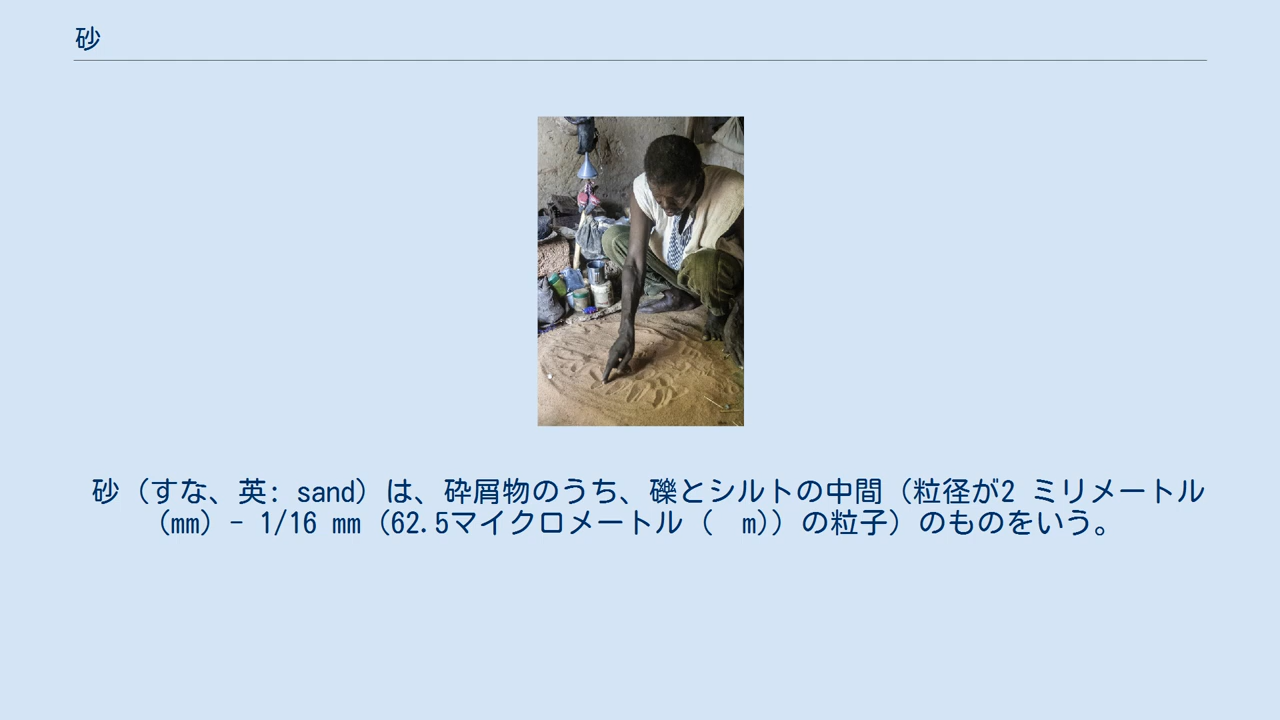 砂
砂（すな、英: sand）は、砕屑物のうち、礫とシルトの中間（粒径が2 ミリメートル
（mm）- 1/16 mm（62.5マイクロメートル（ m））の粒子）のものをいう。